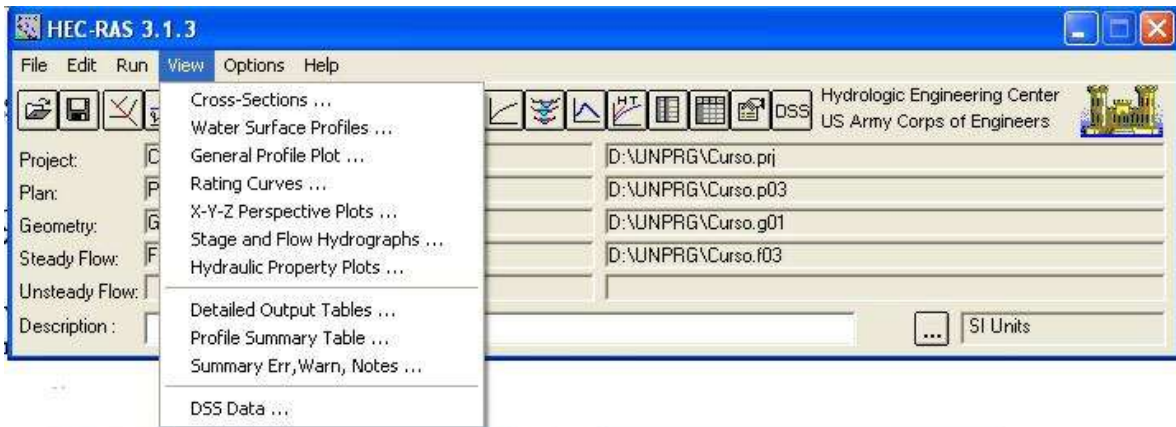 HEC-RAS 3.1.3
File Edit Run View Options Help
Cross-Sections ...
Water Surface Profiles ...
General Profile Plot ...
Rating Curves ...
X-Y-Z Perspective Plots ...
Stage and Flow Hydrographs ...
Hydraulic Property Plots ...
Detailed Output Tables ...
Profile Summary Table ...
Summary Err,Warn, Notes ...
DSS Data ...
HT
DSS
Hydrologic Engineering Center
US Army Corps of Engineers
Project: D:\UNPRG\Curso.prj
Plan: D:\UNPRG\Curso.p03
Geometry: D:\UNPRG\Curso.g01
Steady Flow: D:\UNPRG\Curso.f03
Unsteady Flow:
Description : ... SI Units